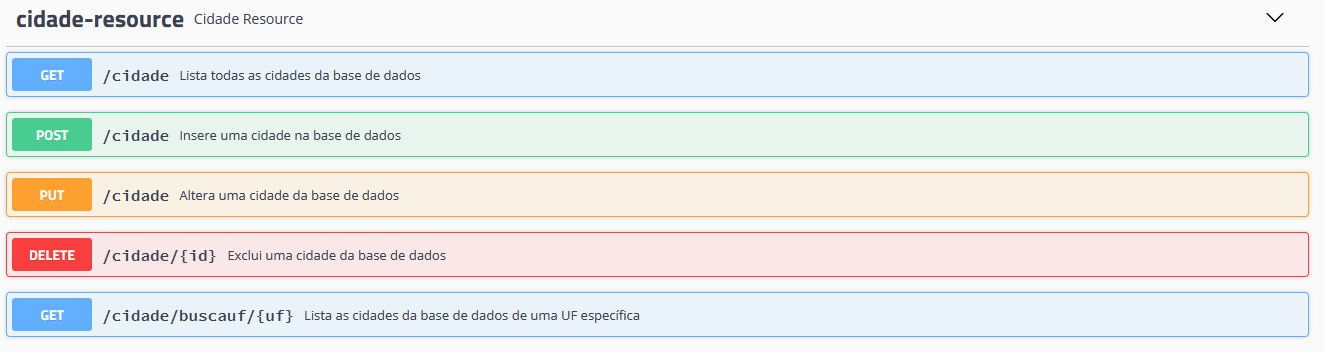 cidade-resource Cidade Resource
GET /cidade Lista todas as cidades da base de dados
POST /cidade Insere uma cidade na base de dados
PUT /cidade Altera uma cidade da base de dados
DELETE /cidade/{id} Exclui uma cidade da base de dados
GET /cidade/buscauf/{uf} Lista as cidades da base de dados de uma UF específica